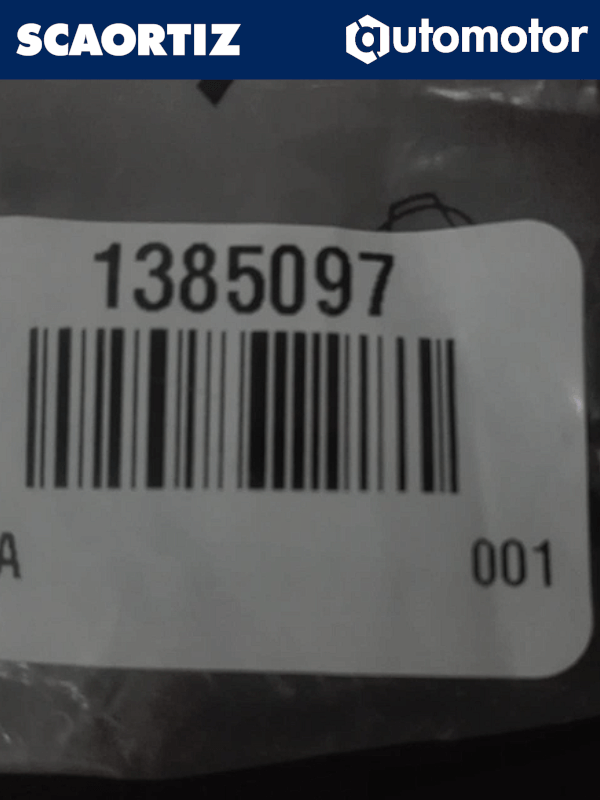 SCAORTIZ
automotor
1385097
A
001